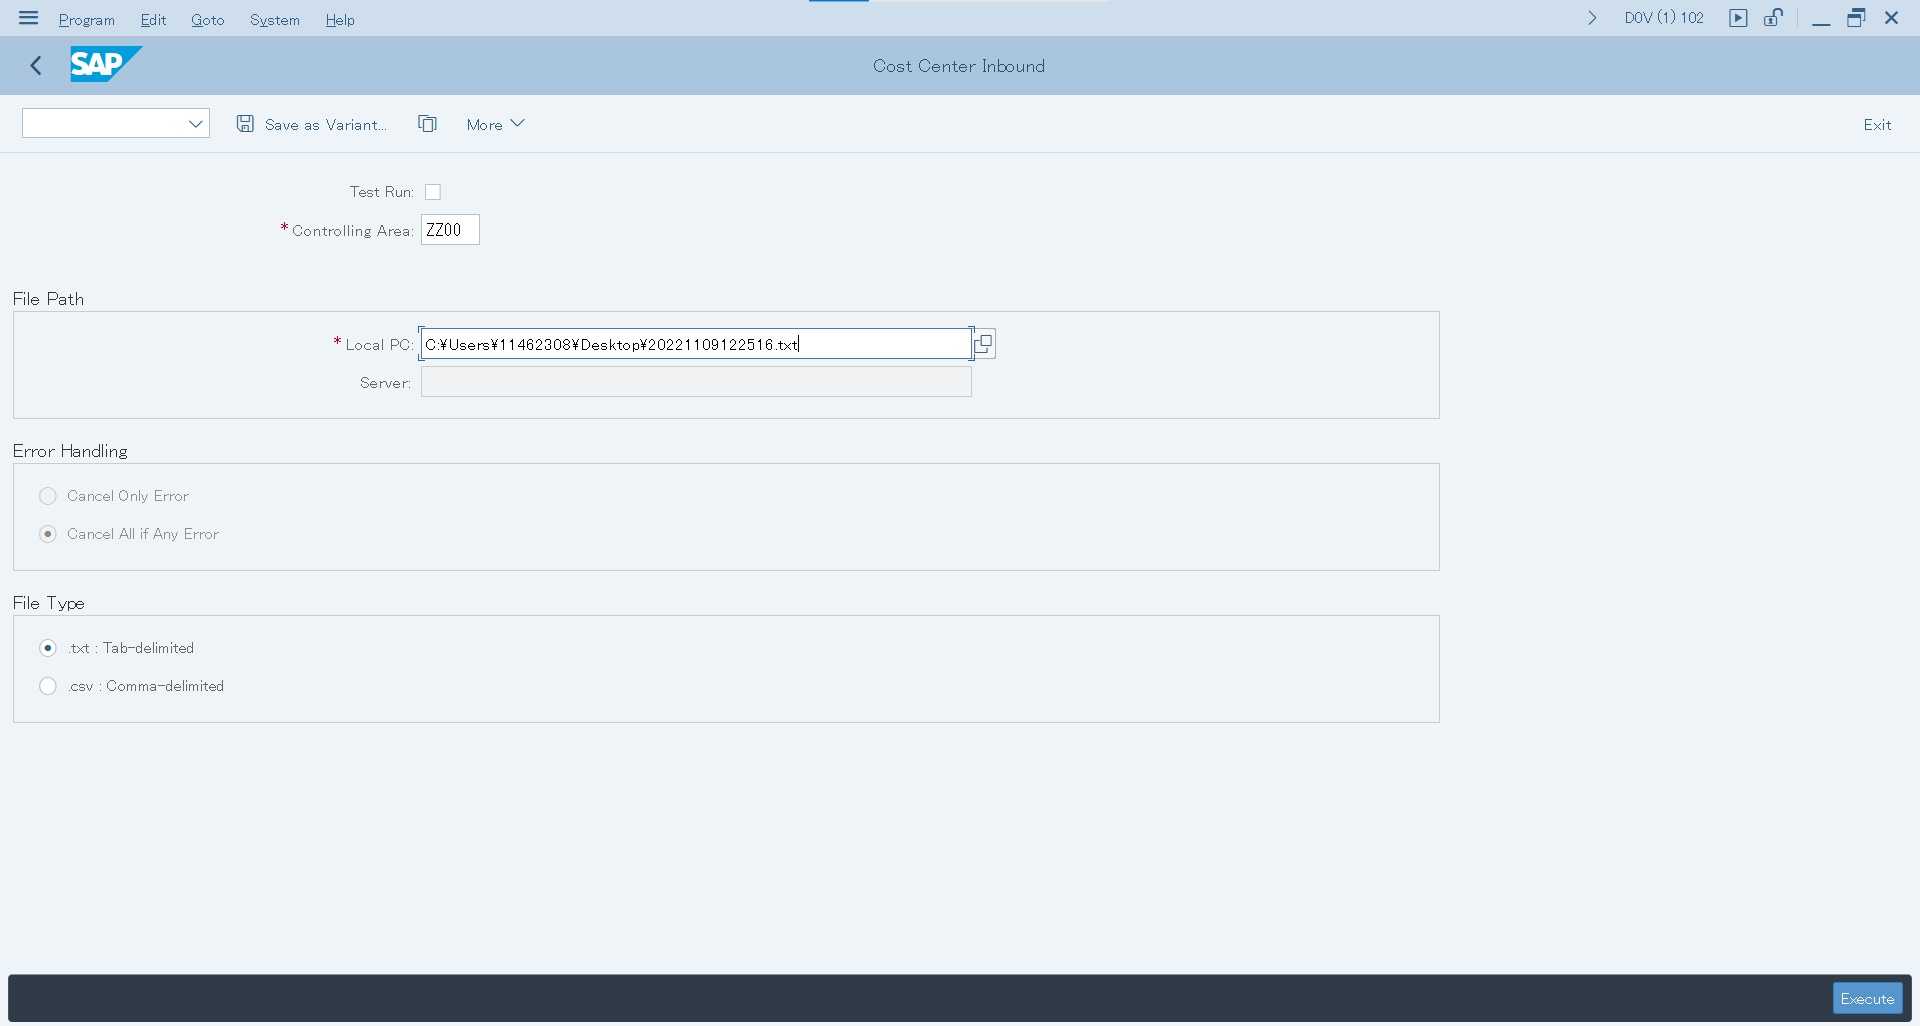 Program Edit Goto System Help D0V (1) 102
SAP Cost Center Inbound
Save as Variant... More Exit
Test Run:
* Controlling Area: ZZ00
File Path
* Local PC: C:¥Users¥11462308¥Desktop¥20221109122516.txt
Server:
Error Handling
Cancel Only Error
Cancel All if Any Error
File Type
.txt : Tab-delimited
.csv : Comma-delimited
Execute